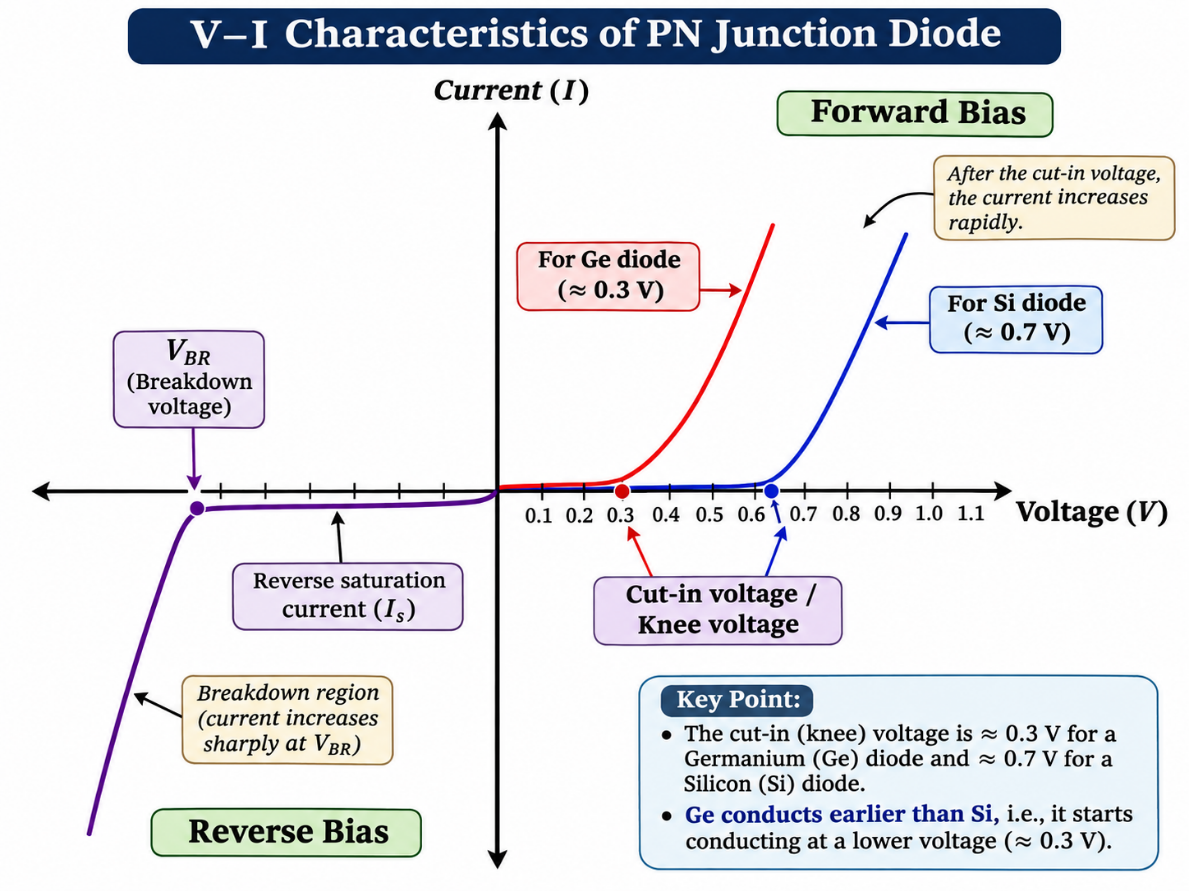 V–I Characteristics of PN Junction Diode
Current (I)
Forward Bias
After the cut-in voltage,
the current increases
rapidly.
For Ge diode
(≈ 0.3 V)
For Si diode
(≈ 0.7 V)
V_BR
(Breakdown
voltage)
0.1 0.2 0.3 0.4 0.5 0.6 0.7 0.8 0.9 1.0 1.1
Voltage (V)
Reverse saturation
current (I_s)
Cut-in voltage /
Knee voltage
Breakdown region
(current increases
sharply at V_BR)
Reverse Bias
Key Point:
• The cut-in (knee) voltage is ≈ 0.3 V for a
Germanium (Ge) diode and ≈ 0.7 V for a
Silicon (Si) diode.
• Ge conducts earlier than Si, i.e., it starts
conducting at a lower voltage (≈ 0.3 V).